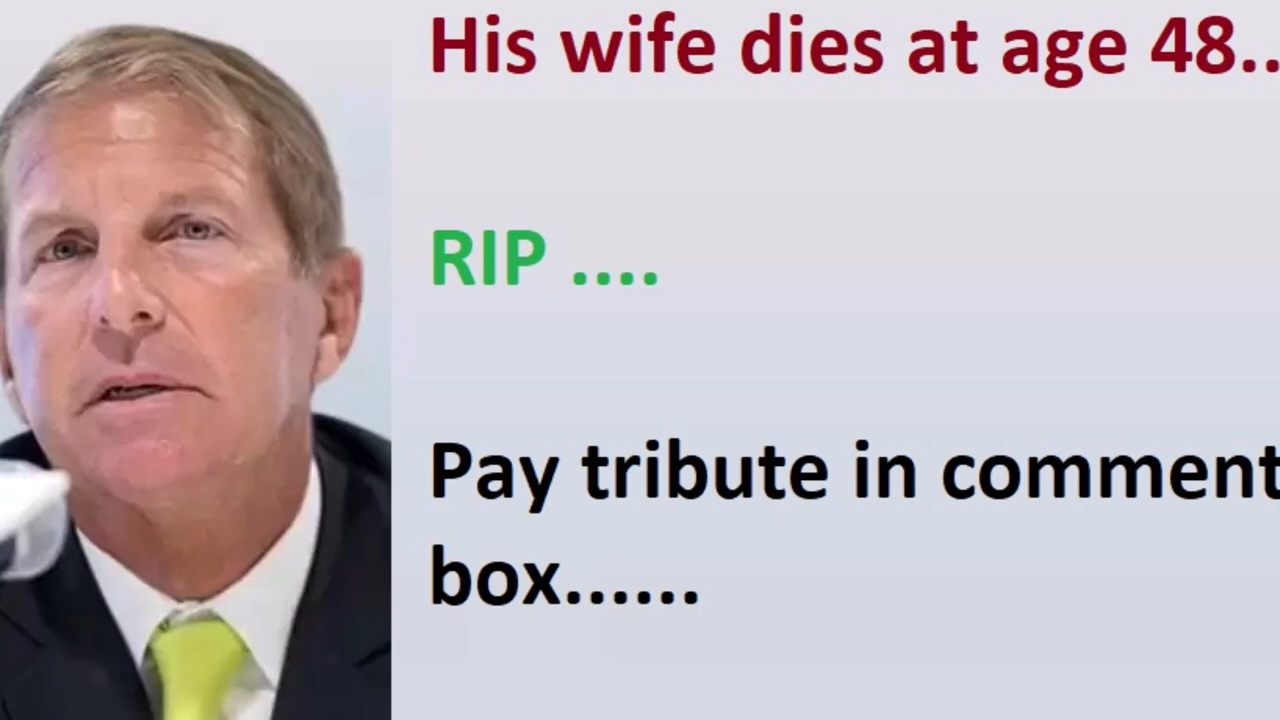 His wife dies at age 48..
RIP ....
Pay tribute in comment
box......